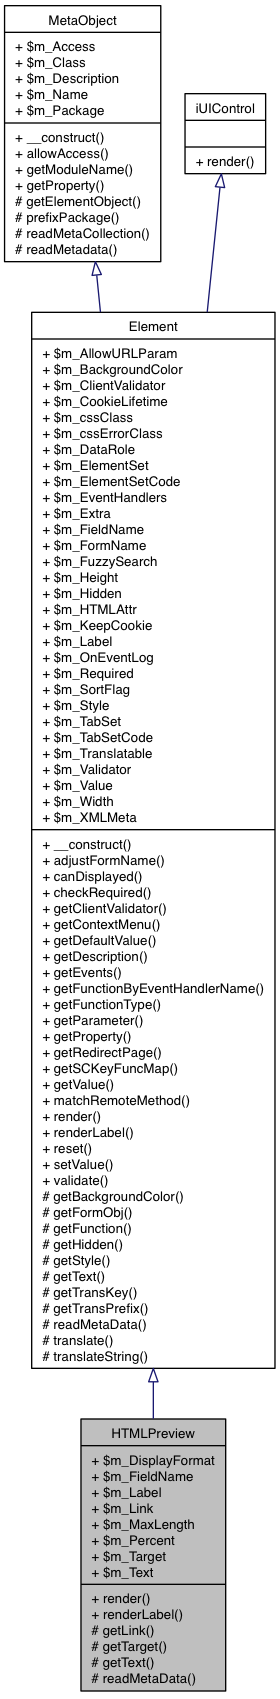 MetaObject
+ $m_Access
+ $m_Class
+ $m_Description
+ $m_Name
+ $m_Package
+ __construct()
+ allowAccess()
+ getModuleName()
+ getProperty()
# getElementObject()
# prefixPackage()
# readMetaCollection()
# readMetadata()
iUIControl
+ render()
Element
+ $m_AllowURLParam
+ $m_BackgroundColor
+ $m_ClientValidator
+ $m_CookieLifetime
+ $m_cssClass
+ $m_cssErrorClass
+ $m_DataRole
+ $m_ElementSet
+ $m_ElementSetCode
+ $m_EventHandlers
+ $m_Extra
+ $m_FieldName
+ $m_FormName
+ $m_FuzzySearch
+ $m_Height
+ $m_Hidden
+ $m_HTMLAttr
+ $m_KeepCookie
+ $m_Label
+ $m_OnEventLog
+ $m_Required
+ $m_SortFlag
+ $m_Style
+ $m_TabSet
+ $m_TabSetCode
+ $m_Translatable
+ $m_Validator
+ $m_Value
+ $m_Width
+ $m_XMLMeta
+ __construct()
+ adjustFormName()
+ canDisplayed()
+ checkRequired()
+ getClientValidator()
+ getContextMenu()
+ getDefaultValue()
+ getDescription()
+ getEvents()
+ getFunctionByEventHandlerName()
+ getFunctionType()
+ getParameter()
+ getProperty()
+ getRedirectPage()
+ getSCKeyFuncMap()
+ getValue()
+ matchRemoteMethod()
+ render()
+ renderLabel()
+ reset()
+ setValue()
+ validate()
# getBackgroundColor()
# getFormObj()
# getFunction()
# getHidden()
# getStyle()
# getText()
# getTransKey()
# getTransPrefix()
# readMetaData()
# translate()
# translateString()
HTMLPreview
+ $m_DisplayFormat
+ $m_FieldName
+ $m_Label
+ $m_Link
+ $m_MaxLength
+ $m_Percent
+ $m_Target
+ $m_Text
+ render()
+ renderLabel()
# getLink()
# getTarget()
# getText()
# readMetaData()